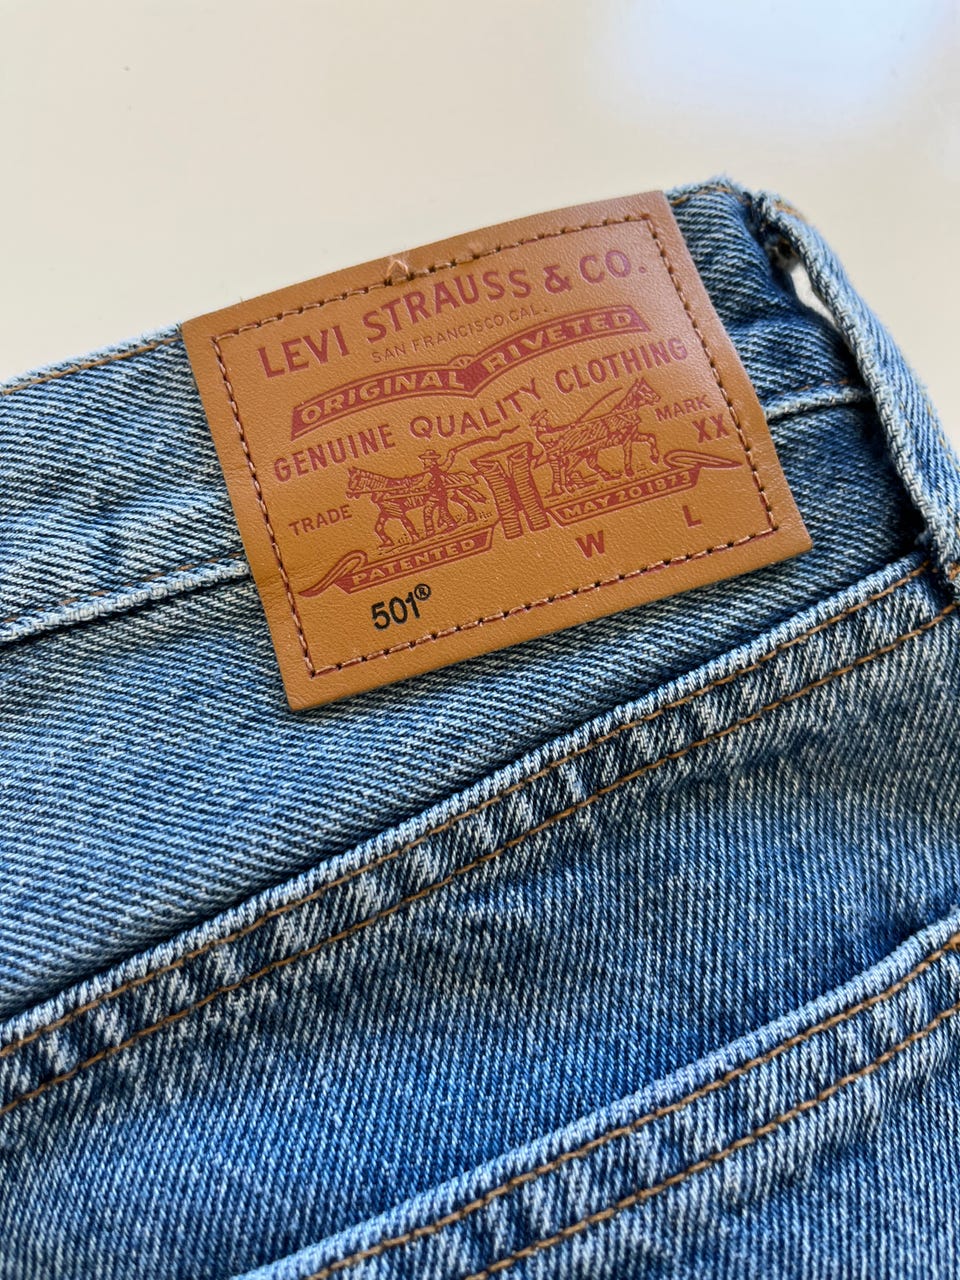 LEVI STRAUSS & CO.
SAN FRANCISCO, CAL.
ORIGINAL RIVETED
GENUINE QUALITY CLOTHING
TRADE MARK
XX
PATENTED MAY 20 1873
W L
501®